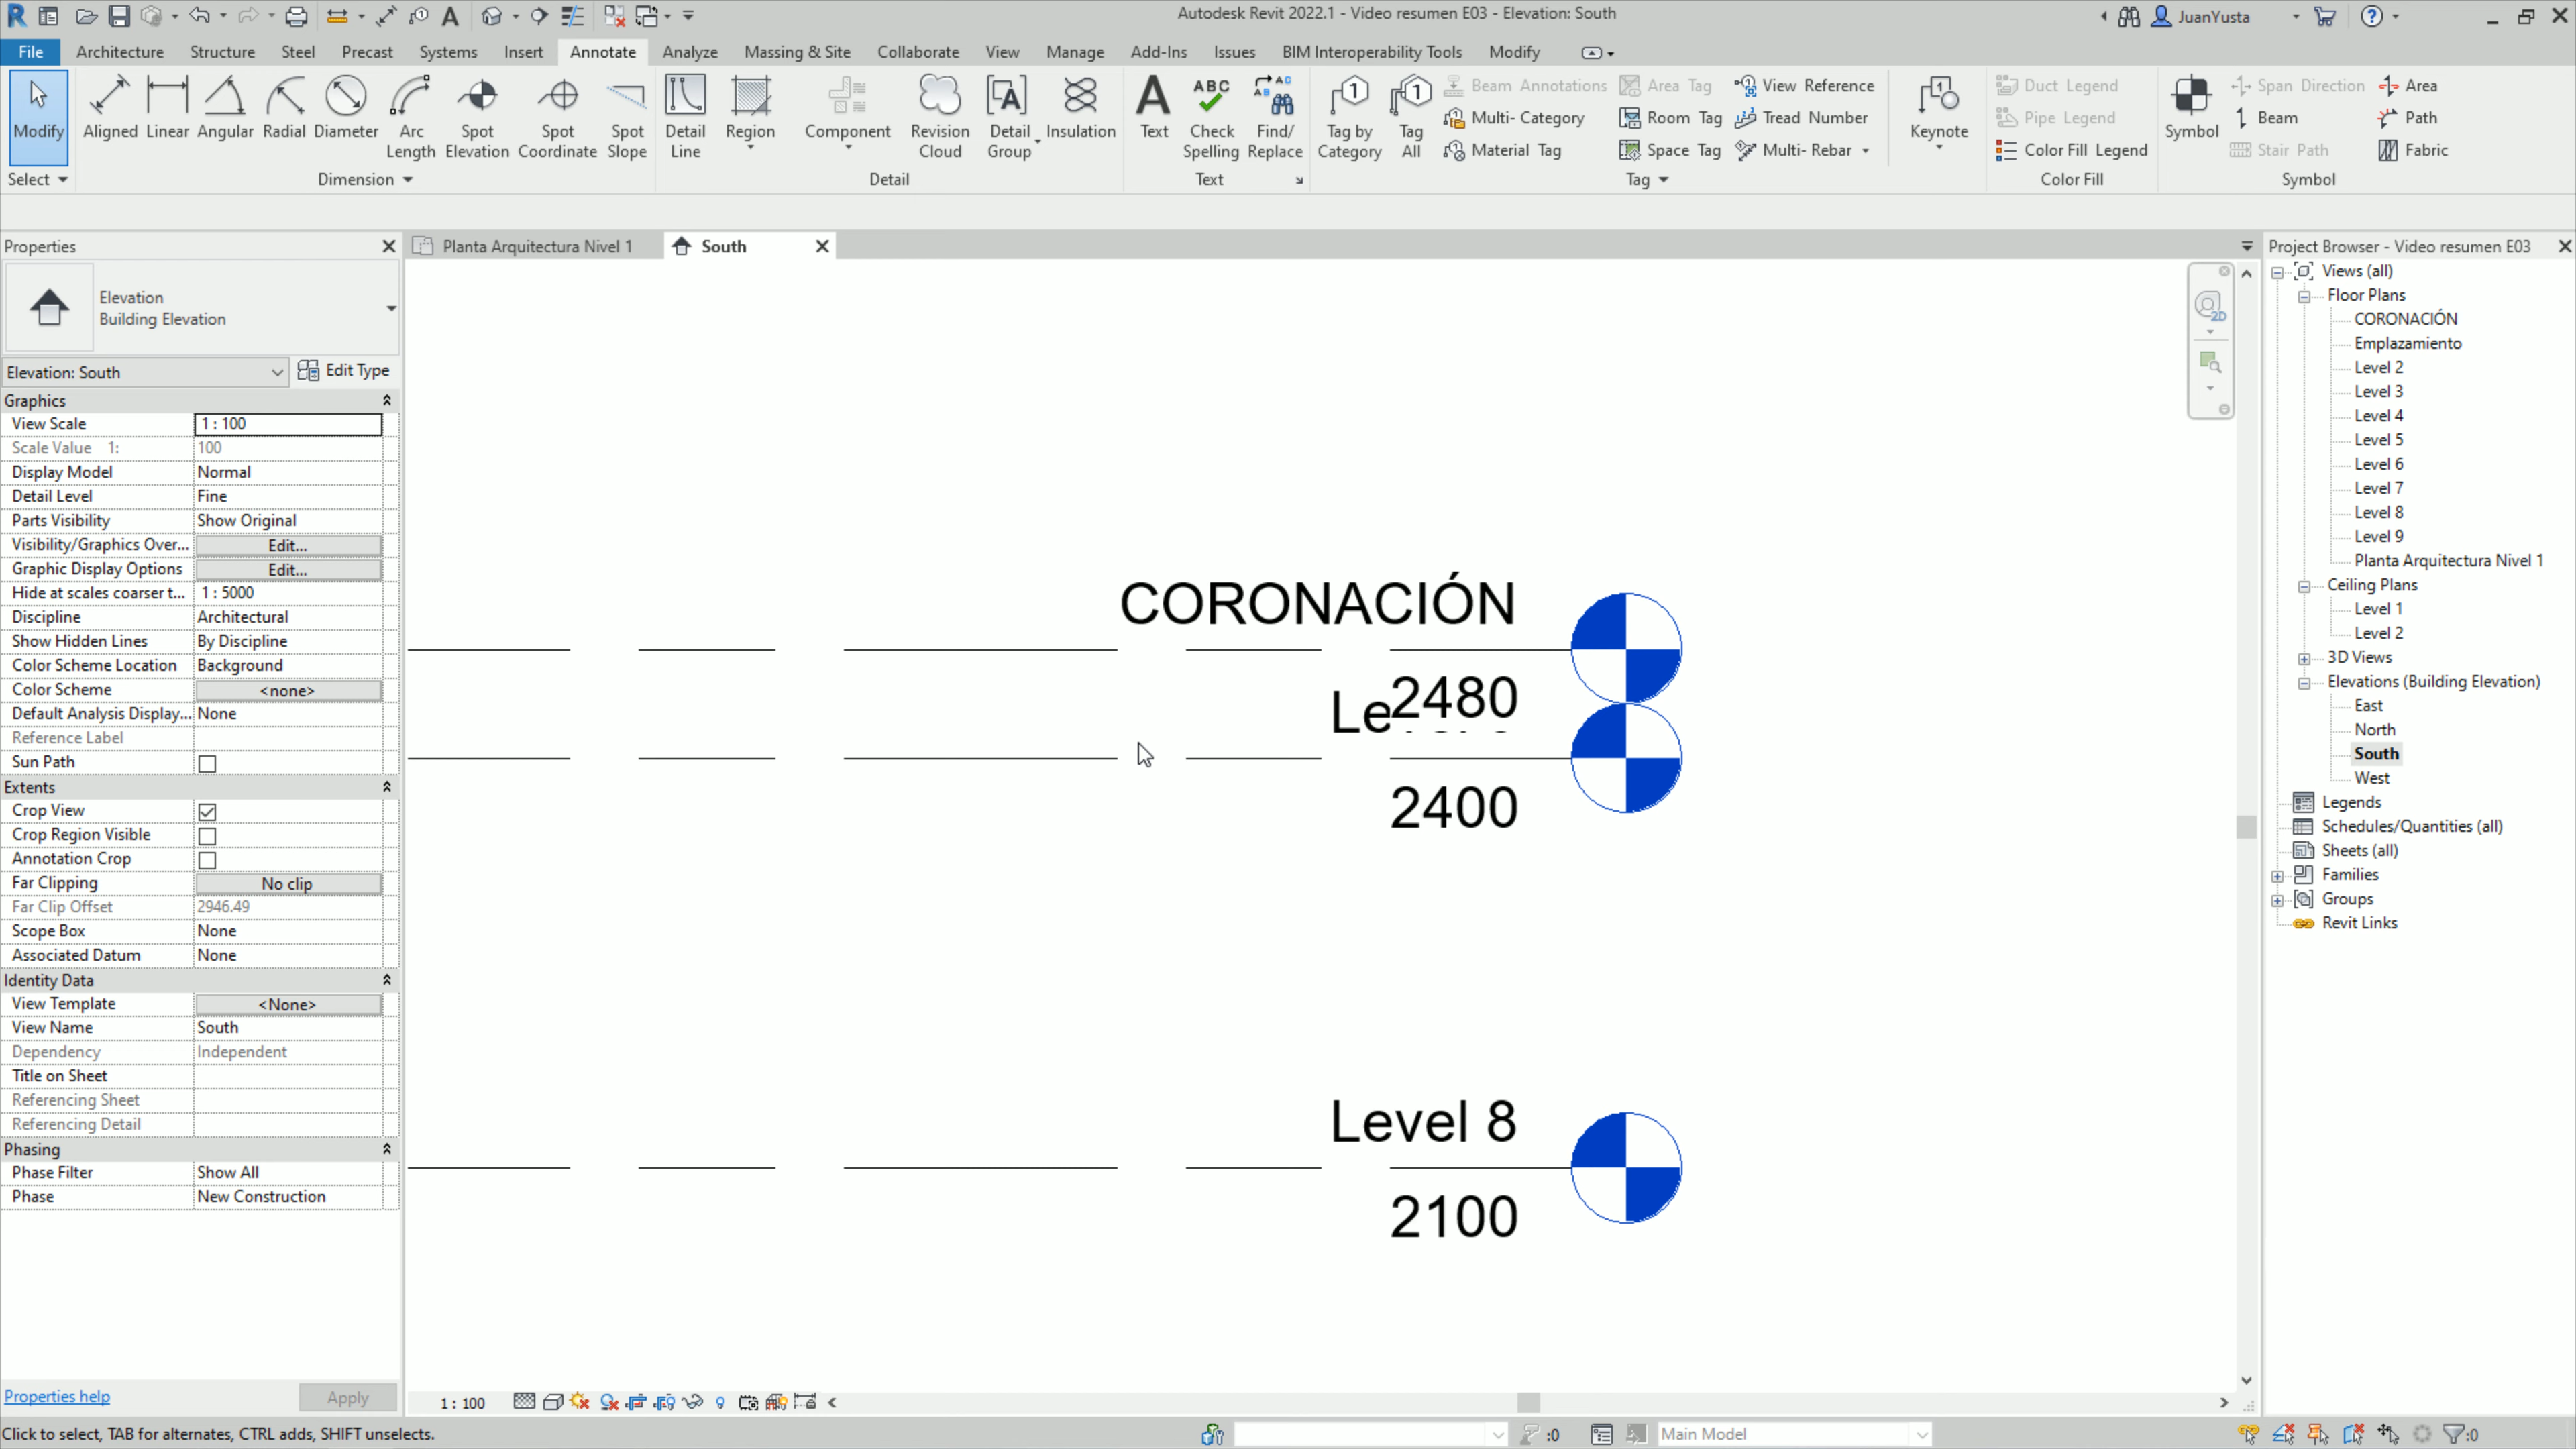 Autodesk Revit 2022.1 - Video resumen E03 - Elevation: South
JuanYusta
File Architecture Structure Steel Precast Systems Insert Annotate Analyze Massing & Site Collaborate View Manage Add-Ins Issues BIM Interoperability Tools Modify
Modify
Aligned
Linear
Angular
Radial
Diameter
Arc Length
Spot Elevation
Spot Coordinate
Spot Slope
Detail Line
Region
Component
Revision Cloud
Detail Group
Insulation
Text
ABC
Check Spelling
Find/ Replace
Tag by Category
Tag All
Beam Annotations
Multi- Category
Material Tag
Area Tag
Room Tag
Space Tag
View Reference
Tread Number
Multi- Rebar
Keynote
Duct Legend
Pipe Legend
Color Fill Legend
Symbol
Span Direction
Beam
Stair Path
Area
Path
Fabric
Select
Dimension
Detail
Text
Tag
Color Fill
Symbol
Properties
Planta Arquitectura Nivel 1
South
Project Browser - Video resumen E03
Elevation
Building Elevation
Elevation: South
Edit Type
Graphics
View Scale 1 : 100
Scale Value 1: 100
Display Model Normal
Detail Level Fine
Parts Visibility Show Original
Visibility/Graphics Over... Edit...
Graphic Display Options Edit...
Hide at scales coarser t... 1 : 5000
Discipline Architectural
Show Hidden Lines By Discipline
Color Scheme Location Background
Color Scheme <none>
Default Analysis Display... None
Reference Label
Sun Path
Extents
Crop View
Crop Region Visible
Annotation Crop
Far Clipping No clip
Far Clip Offset 2946.49
Scope Box None
Associated Datum None
Identity Data
View Template <None>
View Name South
Dependency Independent
Title on Sheet
Referencing Sheet
Referencing Detail
Phasing
Phase Filter Show All
Phase New Construction
Properties help
Apply
CORONACIÓN
2480
Le
2400
Level 8
2100
2D
Views (all)
Floor Plans
CORONACIÓN
Emplazamiento
Level 2
Level 3
Level 4
Level 5
Level 6
Level 7
Level 8
Level 9
Planta Arquitectura Nivel 1
Ceiling Plans
Level 1
Level 2
3D Views
Elevations (Building Elevation)
East
North
South
West
Legends
Schedules/Quantities (all)
Sheets (all)
Families
Groups
Revit Links
1 : 100
Click to select, TAB for alternates, CTRL adds, SHIFT unselects.
:0
Main Model
:0